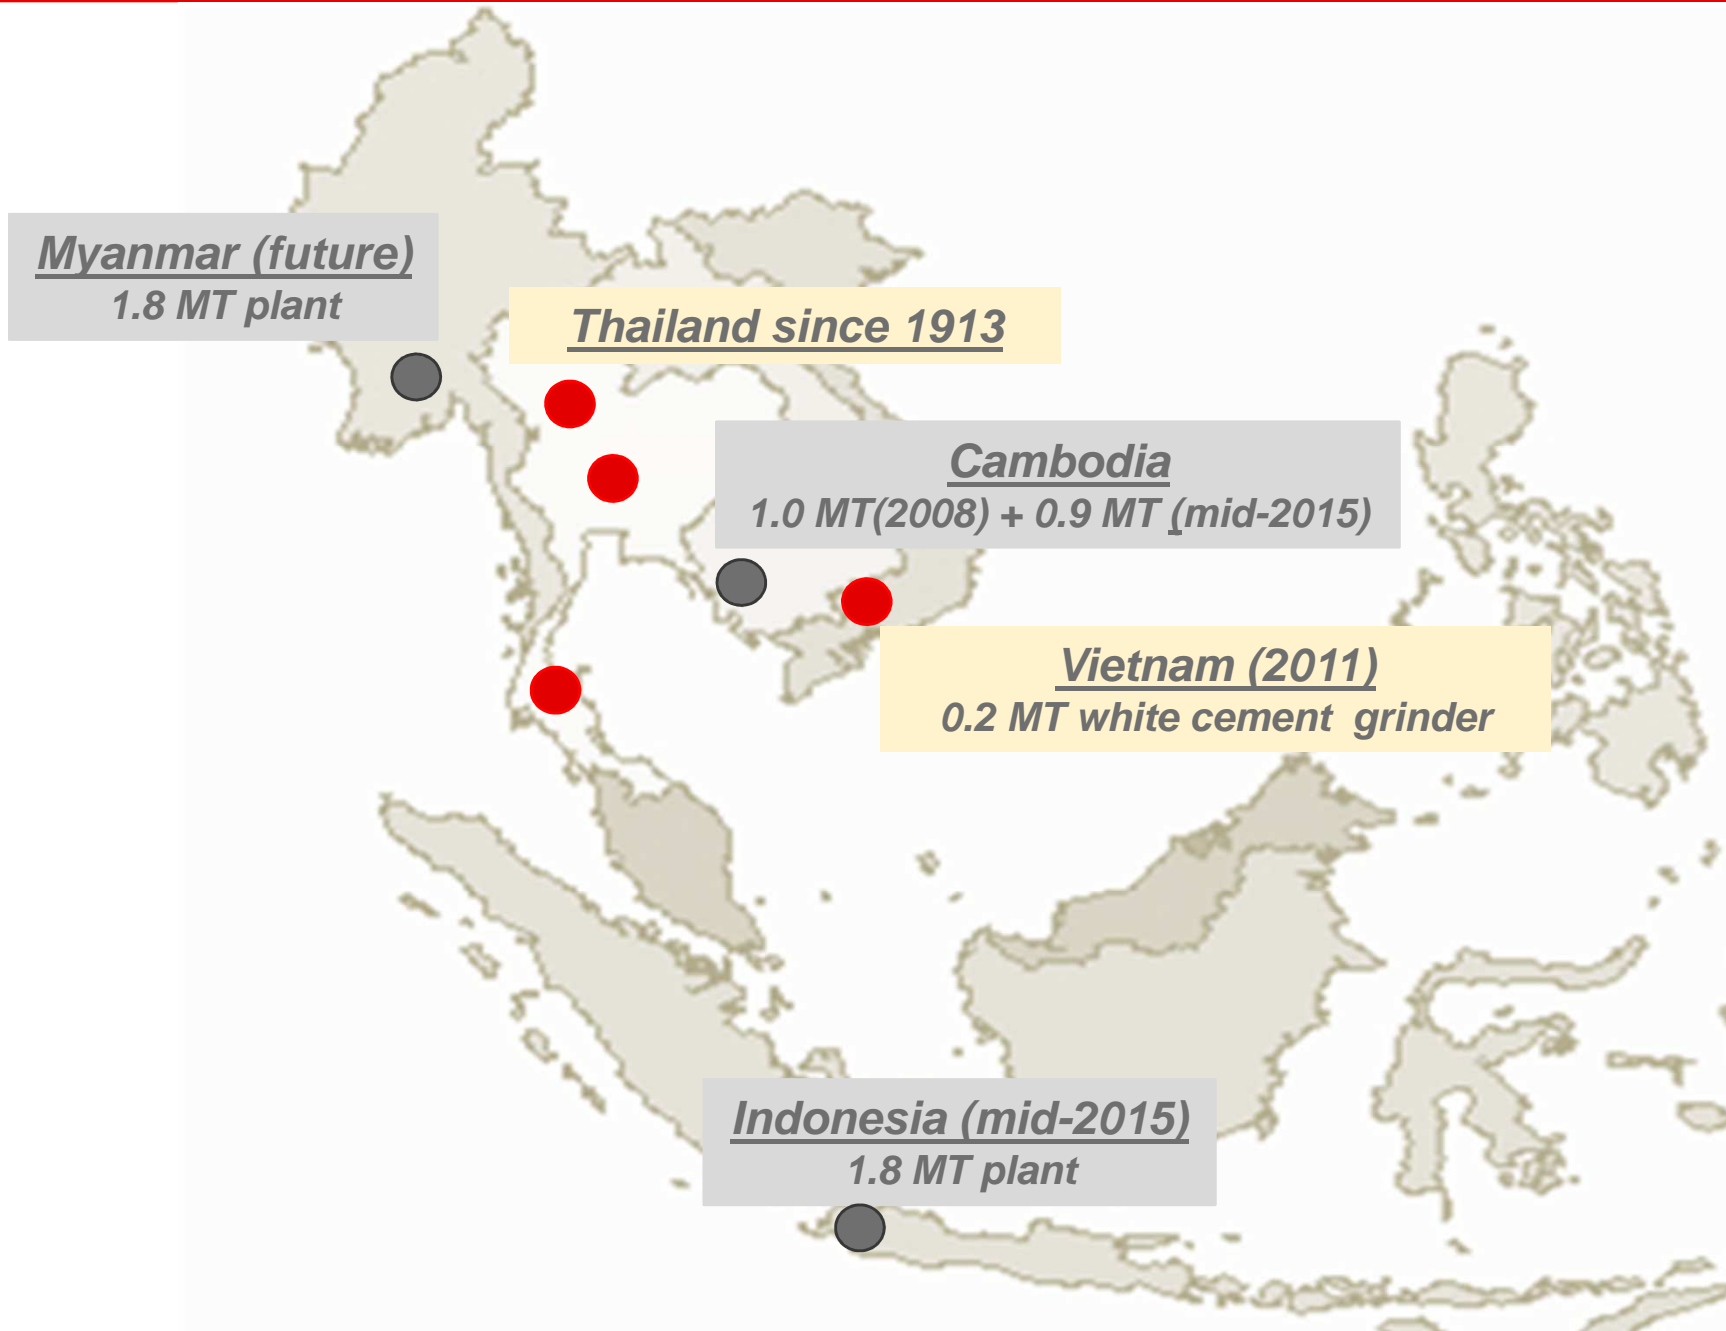 Myanmar (future)
1.8 MT plant
Thailand since 1913
Cambodia
1.0 MT(2008) + 0.9 MT (mid-2015)
Vietnam (2011)
0.2 MT white cement  grinder
Indonesia (mid-2015)
1.8 MT plant